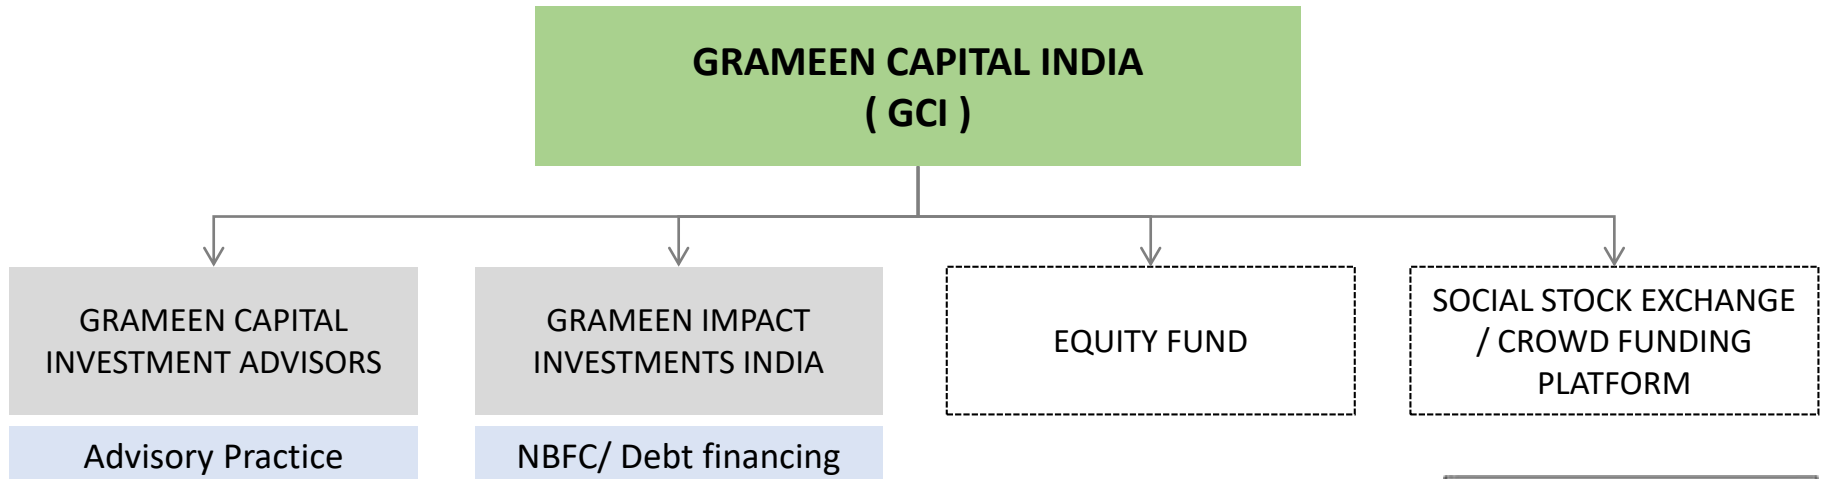 GRAMEEN CAPITAL INDIA
( GCI )
GRAMEEN CAPITAL
INVESTMENT ADVISORS
Advisory Practice
GRAMEEN IMPACT
INVESTMENTS INDIA
NBFC/ Debt financing
EQUITY FUND
SOCIAL STOCK EXCHANGE
/ CROWD FUNDING
PLATFORM